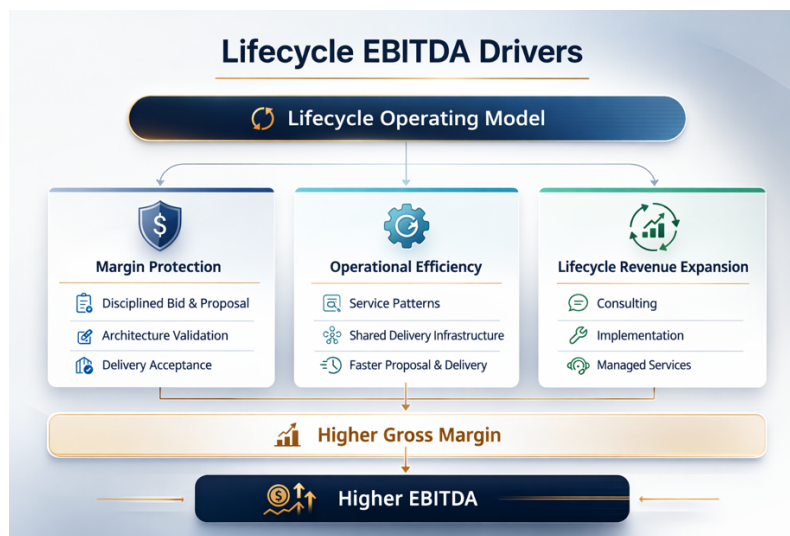 Lifecycle EBITDA Drivers
Lifecycle Operating Model
$
Margin Protection
Disciplined Bid & Proposal
Architecture Validation
Delivery Acceptance
Operational Efficiency
Service Patterns
Shared Delivery Infrastructure
Faster Proposal & Delivery
Lifecycle Revenue Expansion
Consulting
Implementation
Managed Services
Higher Gross Margin
$
Higher EBITDA